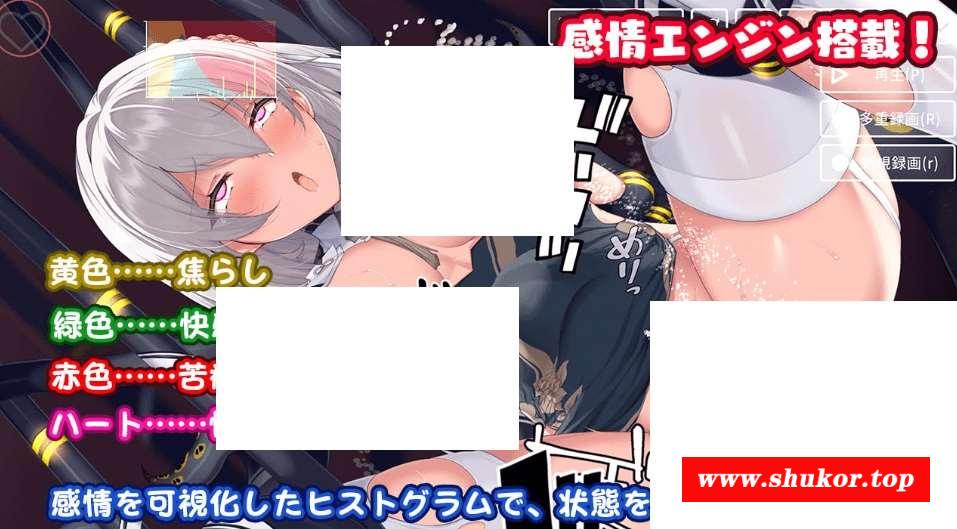 感情エンジン搭載！
再生(P)
多重録画(R)
視録画(r)
めりっ
黄色……焦らし
緑色……快
赤色……苦
ハート……
感情を可視化したヒストグラムで、状態を
www.shukor.top